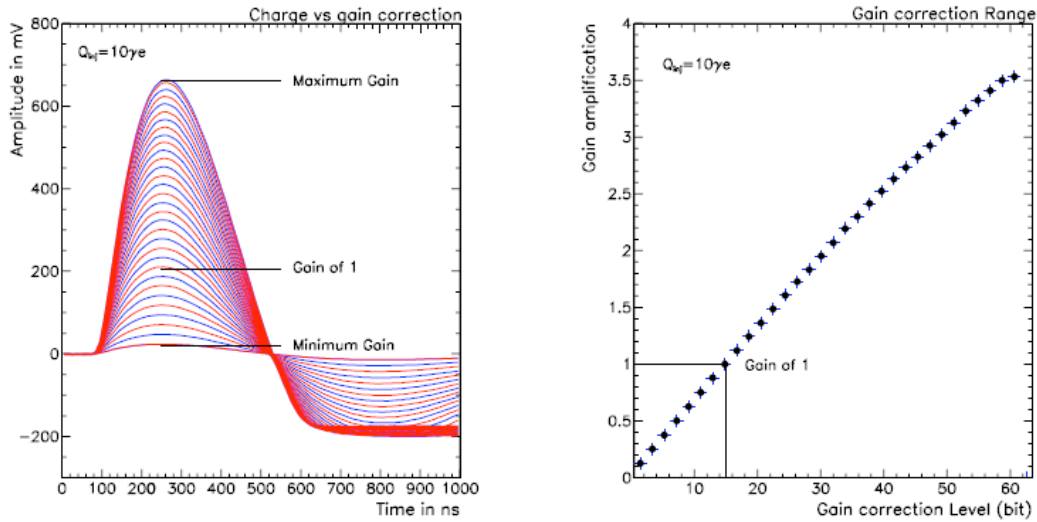 Charge vs gain correction
Amplitude in mV
800
600
400
200
0
−200
Q_inj=10γe
Maximum Gain
Gain of 1
Minimum Gain
0 100 200 300 400 500 600 700 800 900 1000
Time in ns
Gain correction Range
Gain amplification
4
3.5
3
2.5
2
1.5
1
0.5
0
Q_inj=10γe
Gain of 1
10 20 30 40 50 60
Gain correction Level (bit)